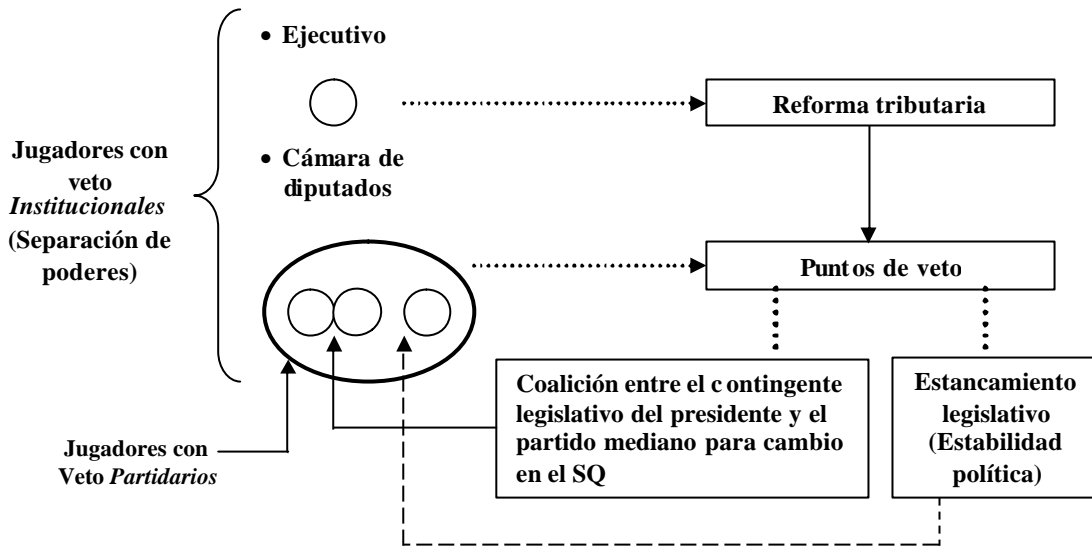 • Ejecutivo
Reforma tributaria
Jugadores con
veto
Institucionales
(Separación de
poderes)
• Cámara de
diputados
Puntos de veto
Coalición entre el contingente
legislativo del presidente y el
partido mediano para cambio
en el SQ
Estancamiento
legislativo
(Estabilidad
política)
Jugadores con
Veto Partidarios